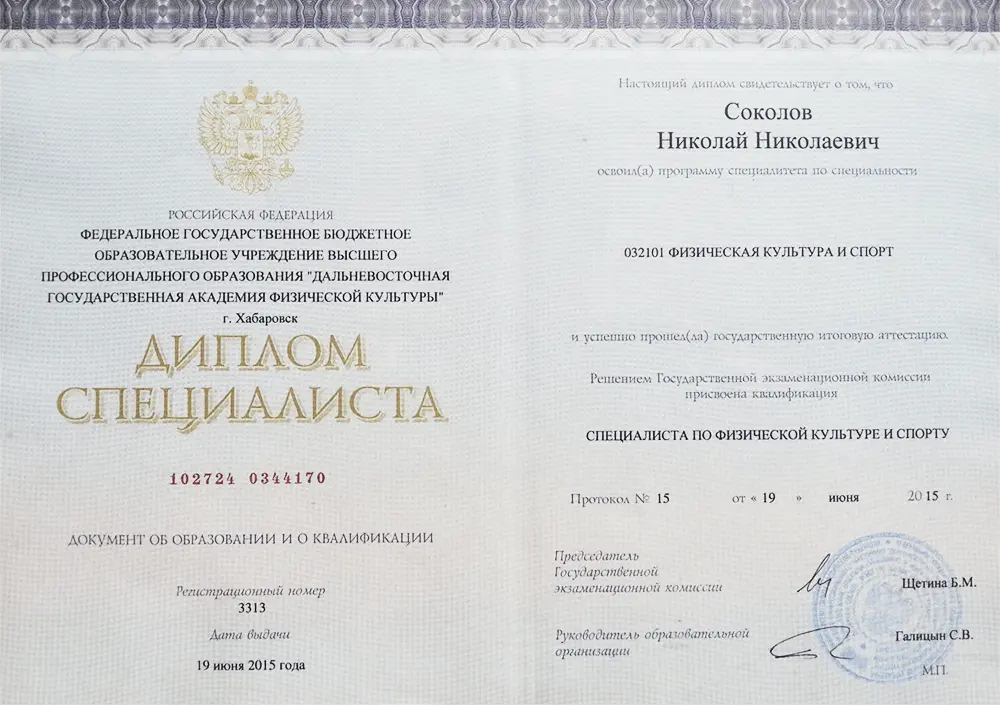 РОССИЙСКАЯ ФЕДЕРАЦИЯ
ФЕДЕРАЛЬНОЕ ГОСУДАРСТВЕННОЕ БЮДЖЕТНОЕ
ОБРАЗОВАТЕЛЬНОЕ УЧРЕЖДЕНИЕ ВЫСШЕГО
ПРОФЕССИОНАЛЬНОГО ОБРАЗОВАНИЯ "ДАЛЬНЕВОСТОЧНАЯ
ГОСУДАРСТВЕННАЯ АКАДЕМИЯ ФИЗИЧЕСКОЙ КУЛЬТУРЫ"
г. Хабаровск
ДИПЛОМ
СПЕЦИАЛИСТА
102724 0344170
ДОКУМЕНТ ОБ ОБРАЗОВАНИИ И О КВАЛИФИКАЦИИ
Регистрационный номер
3313
Дата выдачи
19 июня 2015 года
Настоящий диплом свидетельствует о том, что
Соколов
Николай Николаевич
освоил(а) программу специалитета по специальности
032101 ФИЗИЧЕСКАЯ КУЛЬТУРА И СПОРТ
и успешно прошел(ла) государственную итоговую аттестацию.
Решением Государственной экзаменационной комиссии
присвоена квалификация
СПЕЦИАЛИСТА ПО ФИЗИЧЕСКОЙ КУЛЬТУРЕ И СПОРТУ
Протокол № 15 от « 19 » июня 2015 г.
Председатель
Государственной
экзаменационной комиссии
Щетина Б.М.
Руководитель образовательной
организации
Галицын С.В.
М.П.